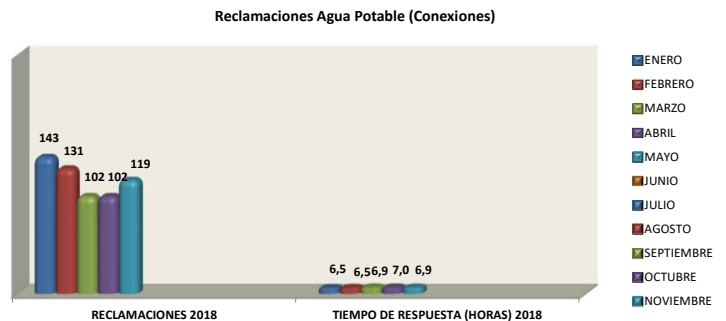 Reclamaciones Agua Potable (Conexiones)
143
131
102
102
119
6,5
6,5
6,9
7,0
6,9
RECLAMACIONES 2018
TIEMPO DE RESPUESTA (HORAS) 2018
ENERO
FEBRERO
MARZO
ABRIL
MAYO
JUNIO
JULIO
AGOSTO
SEPTIEMBRE
OCTUBRE
NOVIEMBRE